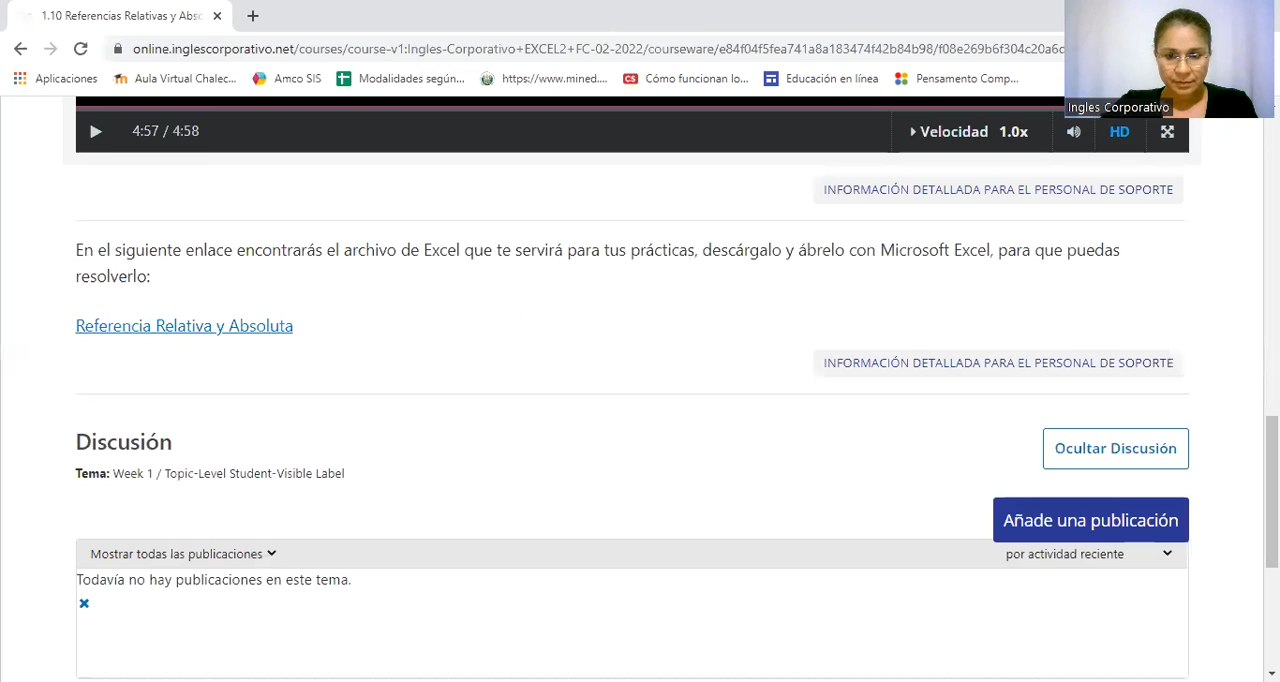 1.10 Referencias Relativas y Abso
online.inglescorporativo.net/courses/course-v1:Ingles-Corporativo+EXCEL2+FC-02-2022/courseware/e84f04f5fea741a8a183474f42b84b98/f08e269b6f304c20a6c
Aplicaciones
Aula Virtual Chalec...
Amco SIS
Modalidades según...
https://www.mined....
Cómo funcionar lo...
Educación en línea
Pensamento Comp...
Ingles Corporativo
4:57 / 4:58
Velocidad 1.0x
HD
INFORMACIÓN DETALLADA PARA EL PERSONAL DE SOPORTE
En el siguiente enlace encontrarás el archivo de Excel que te servirá para tus prácticas, descárgalo y ábrelo con Microsoft Excel, para que puedas
resolverlo:
Referencia Relativa y Absoluta
INFORMACIÓN DETALLADA PARA EL PERSONAL DE SOPORTE
Discusión
Ocultar Discusión
Tema: Week 1 / Topic-Level Student-Visible Label
Añade una publicación
Mostrar todas las publicaciones
por actividad reciente
Todavía no hay publicaciones en este tema.